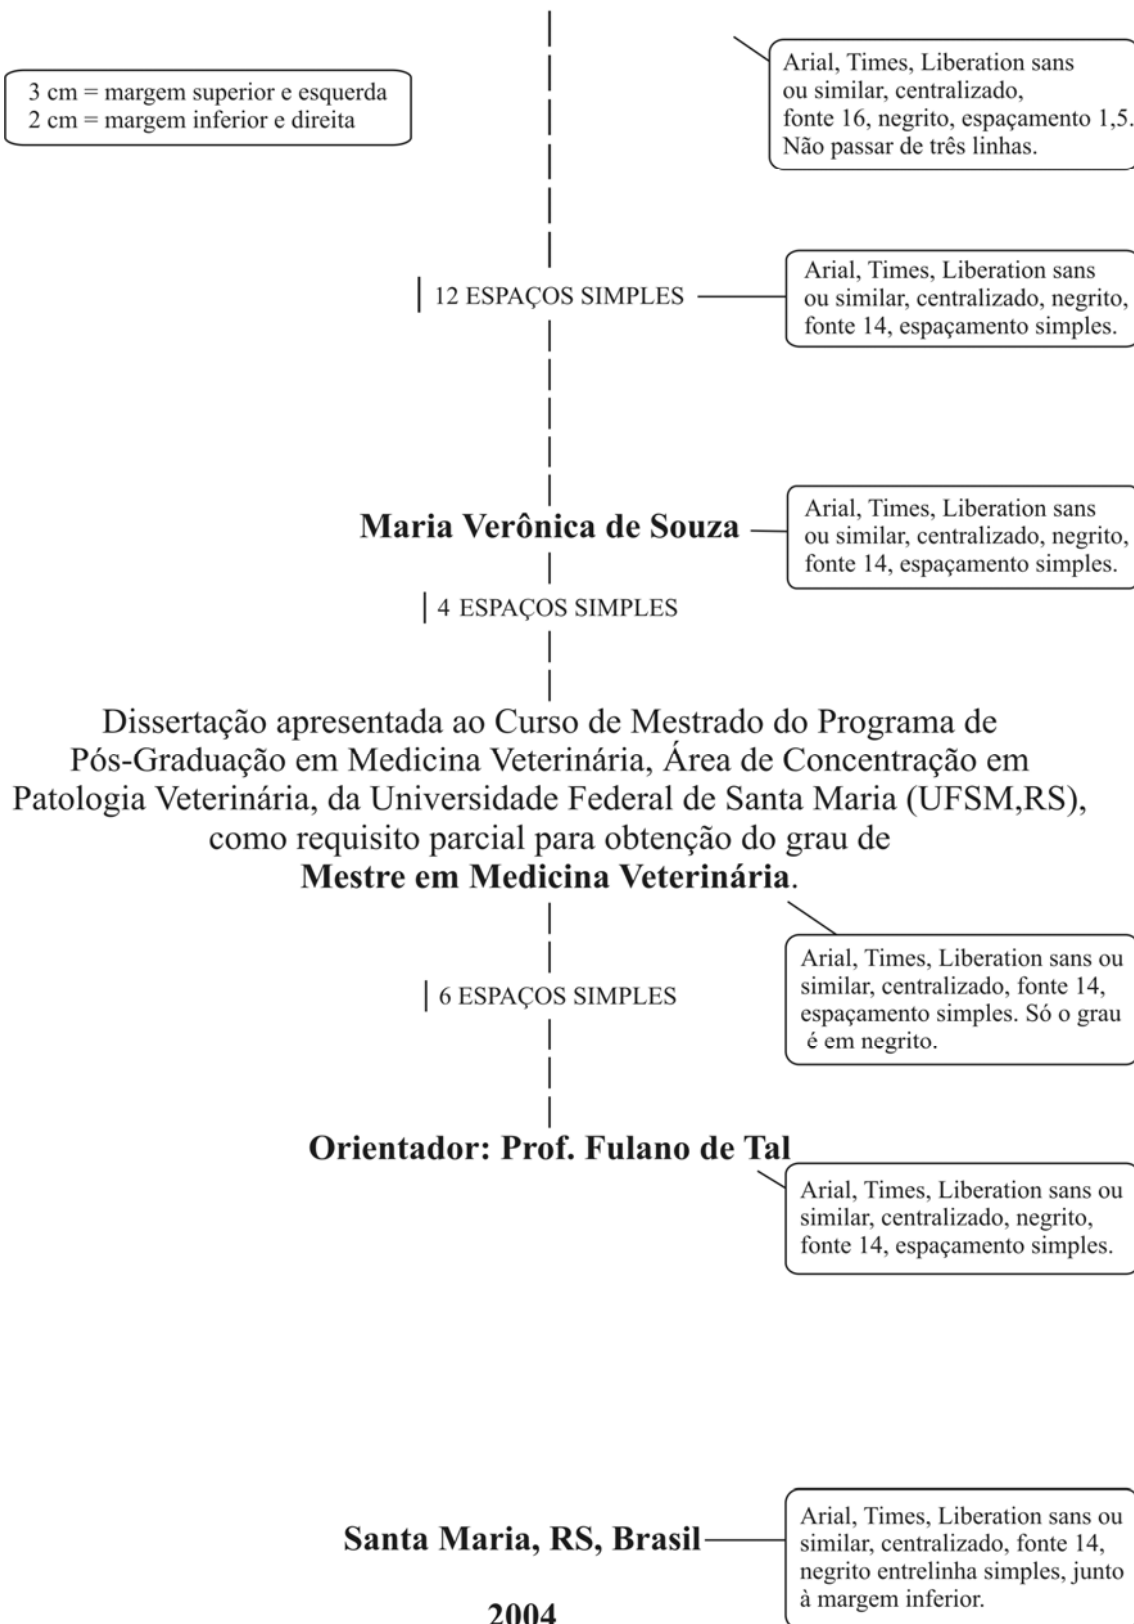 Arial, Times, Liberation sans
ou similar, centralizado,
fonte 16, negrito, espaçamento 1,5.
Não passar de três linhas.
3 cm = margem superior e esquerda
2 cm = margem inferior e direita
12 ESPAÇOS SIMPLES
Arial, Times, Liberation sans
ou similar, centralizado, negrito,
fonte 14, espaçamento simples.
Maria Verônica de Souza
Arial, Times, Liberation sans
ou similar, centralizado, negrito,
fonte 14, espaçamento simples.
4 ESPAÇOS SIMPLES
Dissertação apresentada ao Curso de Mestrado do Programa de
Pós-Graduação em Medicina Veterinária, Área de Concentração em
Patologia Veterinária, da Universidade Federal de Santa Maria (UFSM,RS),
como requisito parcial para obtenção do grau de
Mestre em Medicina Veterinária.
Arial, Times, Liberation sans ou
similar, centralizado, fonte 14,
espaçamento simples. Só o grau
é em negrito.
6 ESPAÇOS SIMPLES
Orientador: Prof. Fulano de Tal
Arial, Times, Liberation sans ou
similar, centralizado, negrito,
fonte 14, espaçamento simples.
Santa Maria, RS, Brasil
Arial, Times, Liberation sans ou
similar, centralizado, fonte 14,
negrito entrelinha simples, junto
à margem inferior.
2004